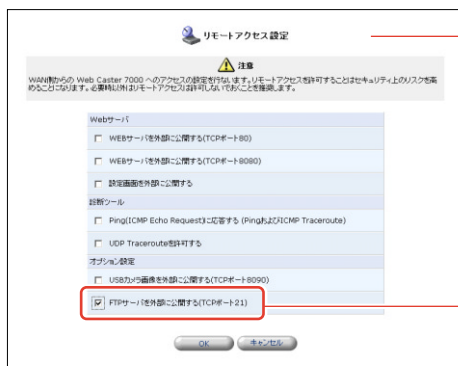 リモートアクセス設定
注意
WAN側からの Web Caster 7000 へのアクセスの設定を行ないます。リモートアクセスを許可することはセキュリティ上のリスクを高
めることになります。必要時以外はリモートアクセスは許可しないでおくことを推奨します。
Webサーバ
WEBサーバを外部に公開する(TCPポート80)
WEBサーバを外部に公開する(TCPポート8080)
設定画面を外部に公開する
診断ツール
Ping(ICMP Echo Request)に応答する (PingおよびICMP Traceroute)
UDP Tracerouteを許可する
オプション設定
USBカメラ画像を外部に公開する(TCPポート8090)
FTPサーバを外部に公開する(TCPポート21)
OK キャンセル